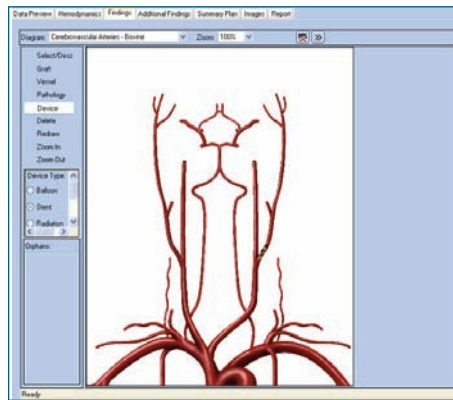 Data Preview Hemodynamics Findings Additional Findings Summary Plan Images Report
Diagram: Cerebrovascular Arteries - Bovine Zoom: 100%
Select/Desc
Graft
Vessel
Pathology
Device
Delete
Redraw
Zoom In
Zoom Out
Device Type:
Balloon
Stent
Radiation
Orphans:
Ready